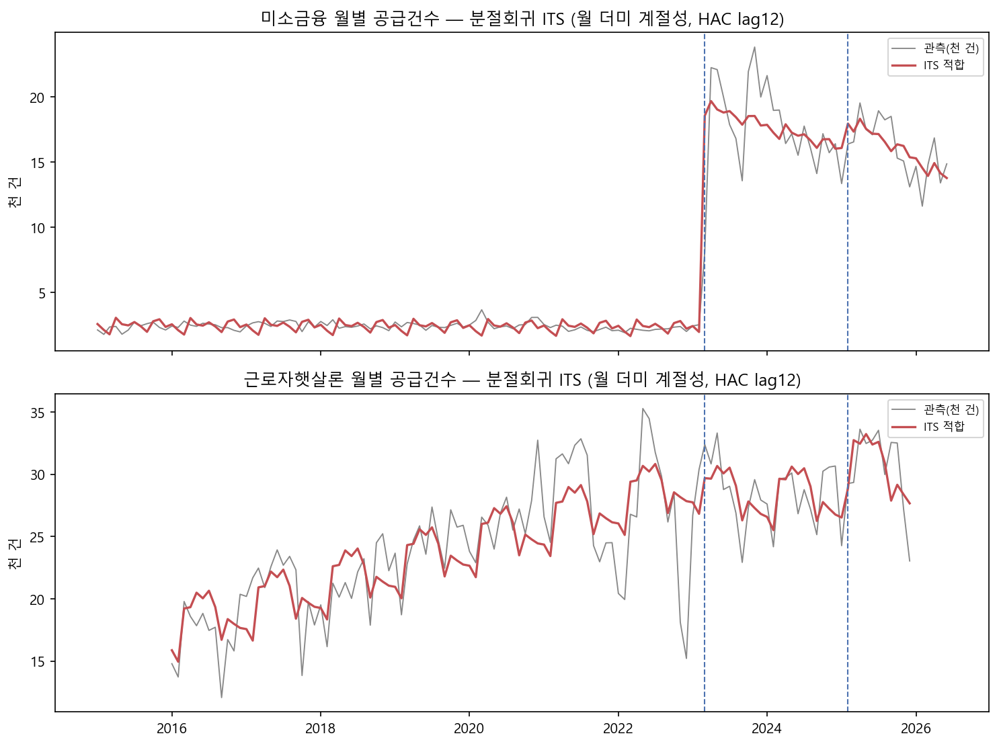 미소금융 월별 공급건수 — 분절회귀 ITS (월 더미 계절성, HAC lag12)
관측(천 건)
ITS 적합
천 건
20
15
10
5
근로자햇살론 월별 공급건수 — 분절회귀 ITS (월 더미 계절성, HAC lag12)
관측(천 건)
ITS 적합
천 건
35
30
25
20
15
2016 2018 2020 2022 2024 2026